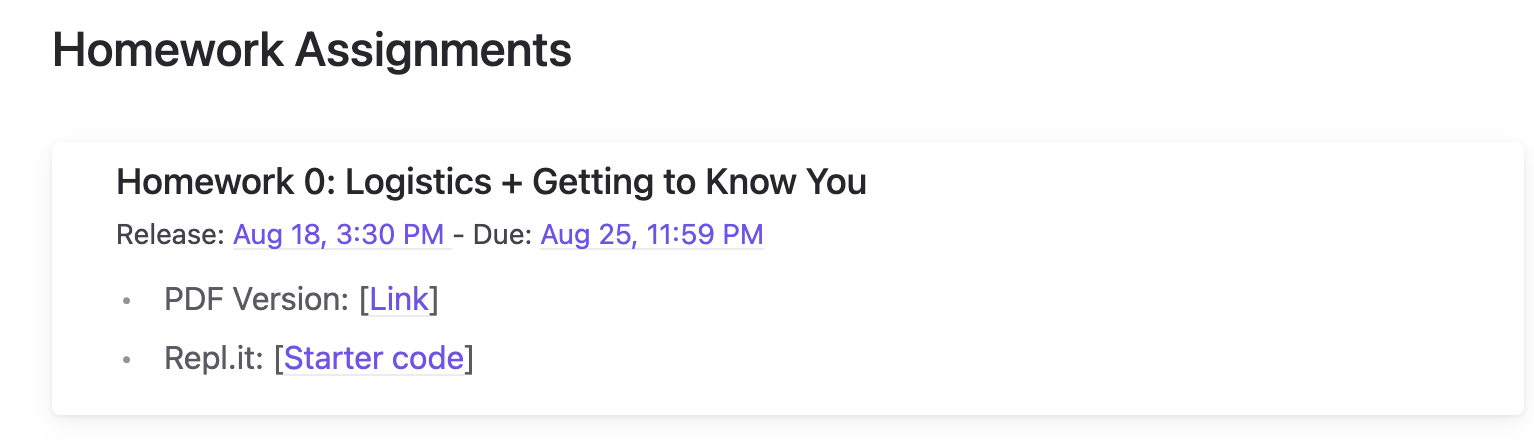 Homework Assignments
Homework 0: Logistics + Getting to Know You
Release: Aug 18, 3:30 PM - Due: Aug 25, 11:59 PM
• PDF Version: [Link]
• Repl.it: [Starter code]